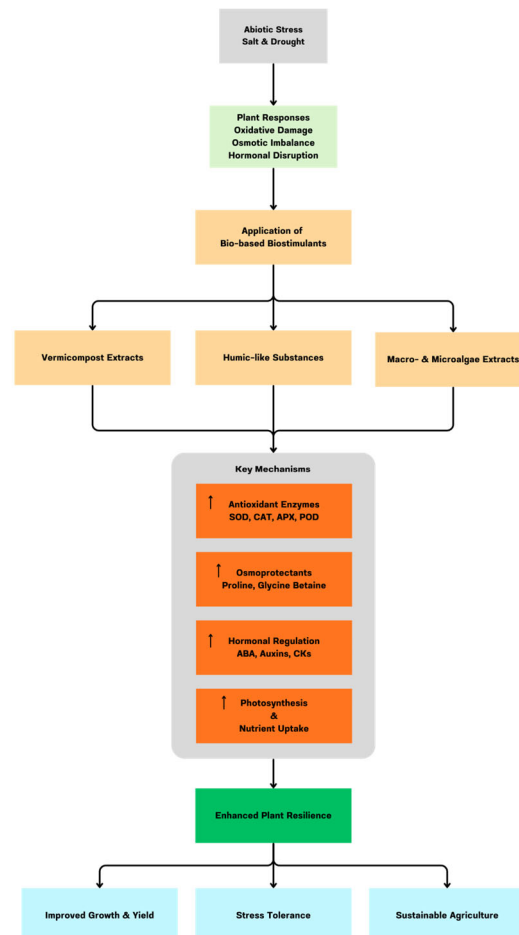 Abiotic Stress
Salt & Drought
Plant Responses
Oxidative Damage
Osmotic Imbalance
Hormonal Disruption
Application of
Bio-based Biostimulants
Vermicompost Extracts
Humic-like Substances
Macro- & Microalgae Extracts
Key Mechanisms
↑ Antioxidant Enzymes
SOD, CAT, APX, POD
↑ Osmoprotectants
Proline, Glycine Betaine
↑ Hormonal Regulation
ABA, Auxins, CKs
↑ Photosynthesis
&
Nutrient Uptake
Enhanced Plant Resilience
Improved Growth & Yield
Stress Tolerance
Sustainable Agriculture